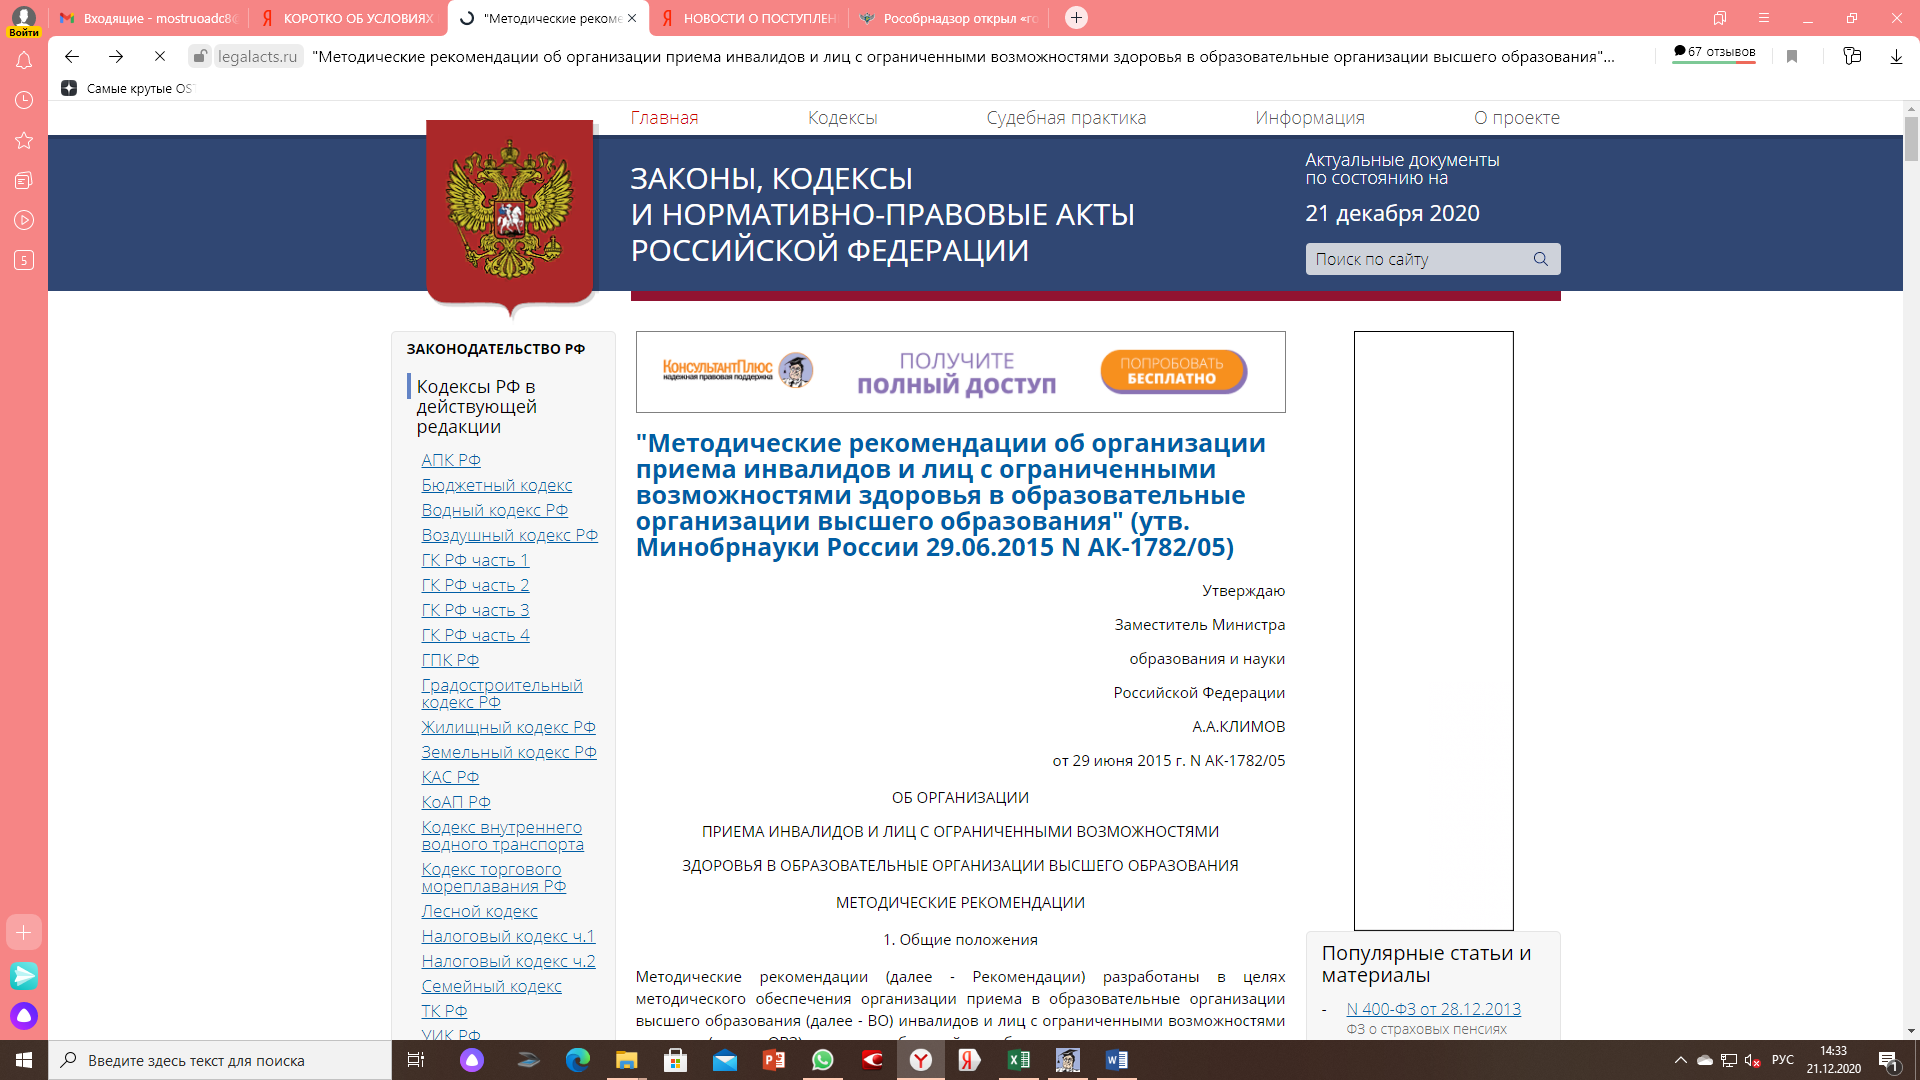 Входящие - mostruoadc8
КОРОТКО ОБ УСЛОВИЯХ
"Методические реком
НОВОСТИ О ПОСТУПЛЕН
Рособрнадзор открыл «го
Войти
legalacts.ru
"Методические рекомендации об организации приема инвалидов и лиц с ограниченными возможностями здоровья в образовательные организации высшего образования"...
67 отзывов
Самые крутые OS
5
Главная
Кодексы
Судебная практика
Информация
О проекте
ЗАКОНЫ, КОДЕКСЫ
И НОРМАТИВНО-ПРАВОВЫЕ АКТЫ
РОССИЙСКОЙ ФЕДЕРАЦИИ
Актуальные документы
по состоянию на
21 декабря 2020
Поиск по сайту
ЗАКОНОДАТЕЛЬСТВО РФ
Кодексы РФ в
действующей
редакции
АПК РФ
Бюджетный кодекс
Водный кодекс РФ
Воздушный кодекс РФ
ГК РФ часть 1
ГК РФ часть 2
ГК РФ часть 3
ГК РФ часть 4
ГПК РФ
Градостроительный
кодекс РФ
Жилищный кодекс РФ
Земельный кодекс РФ
КАС РФ
КоАП РФ
Кодекс внутреннего
водного транспорта
Кодекс торгового
мореплавания РФ
Лесной кодекс
Налоговый кодекс ч.1
Налоговый кодекс ч.2
Семейный кодекс
ТК РФ
УИК РФ
КонсультантПлюс
надежная правовая поддержка
ПОЛУЧИТЕ
ПОЛНЫЙ ДОСТУП
ПОПРОБОВАТЬ
БЕСПЛАТНО
"Методические рекомендации об организации
приема инвалидов и лиц с ограниченными
возможностями здоровья в образовательные
организации высшего образования" (утв.
Минобрнауки России 29.06.2015 N АК-1782/05)
Утверждаю
Заместитель Министра
образования и науки
Российской Федерации
А.А.КЛИМОВ
от 29 июня 2015 г. N АК-1782/05
ОБ ОРГАНИЗАЦИИ
ПРИЕМА ИНВАЛИДОВ И ЛИЦ С ОГРАНИЧЕННЫМИ ВОЗМОЖНОСТЯМИ
ЗДОРОВЬЯ В ОБРАЗОВАТЕЛЬНЫЕ ОРГАНИЗАЦИИ ВЫСШЕГО ОБРАЗОВАНИЯ
МЕТОДИЧЕСКИЕ РЕКОМЕНДАЦИИ
1. Общие положения
Методические рекомендации (далее - Рекомендации) разработаны в целях
методического обеспечения организации приема в образовательные организации
высшего образования (далее - ВО) инвалидов и лиц с ограниченными возможностями
Популярные статьи и
материалы
- N 400-ФЗ от 28.12.2013
ФЗ о страховых пенсиях
Введите здесь текст для поиска
РУС
14:33
21.12.2020
1